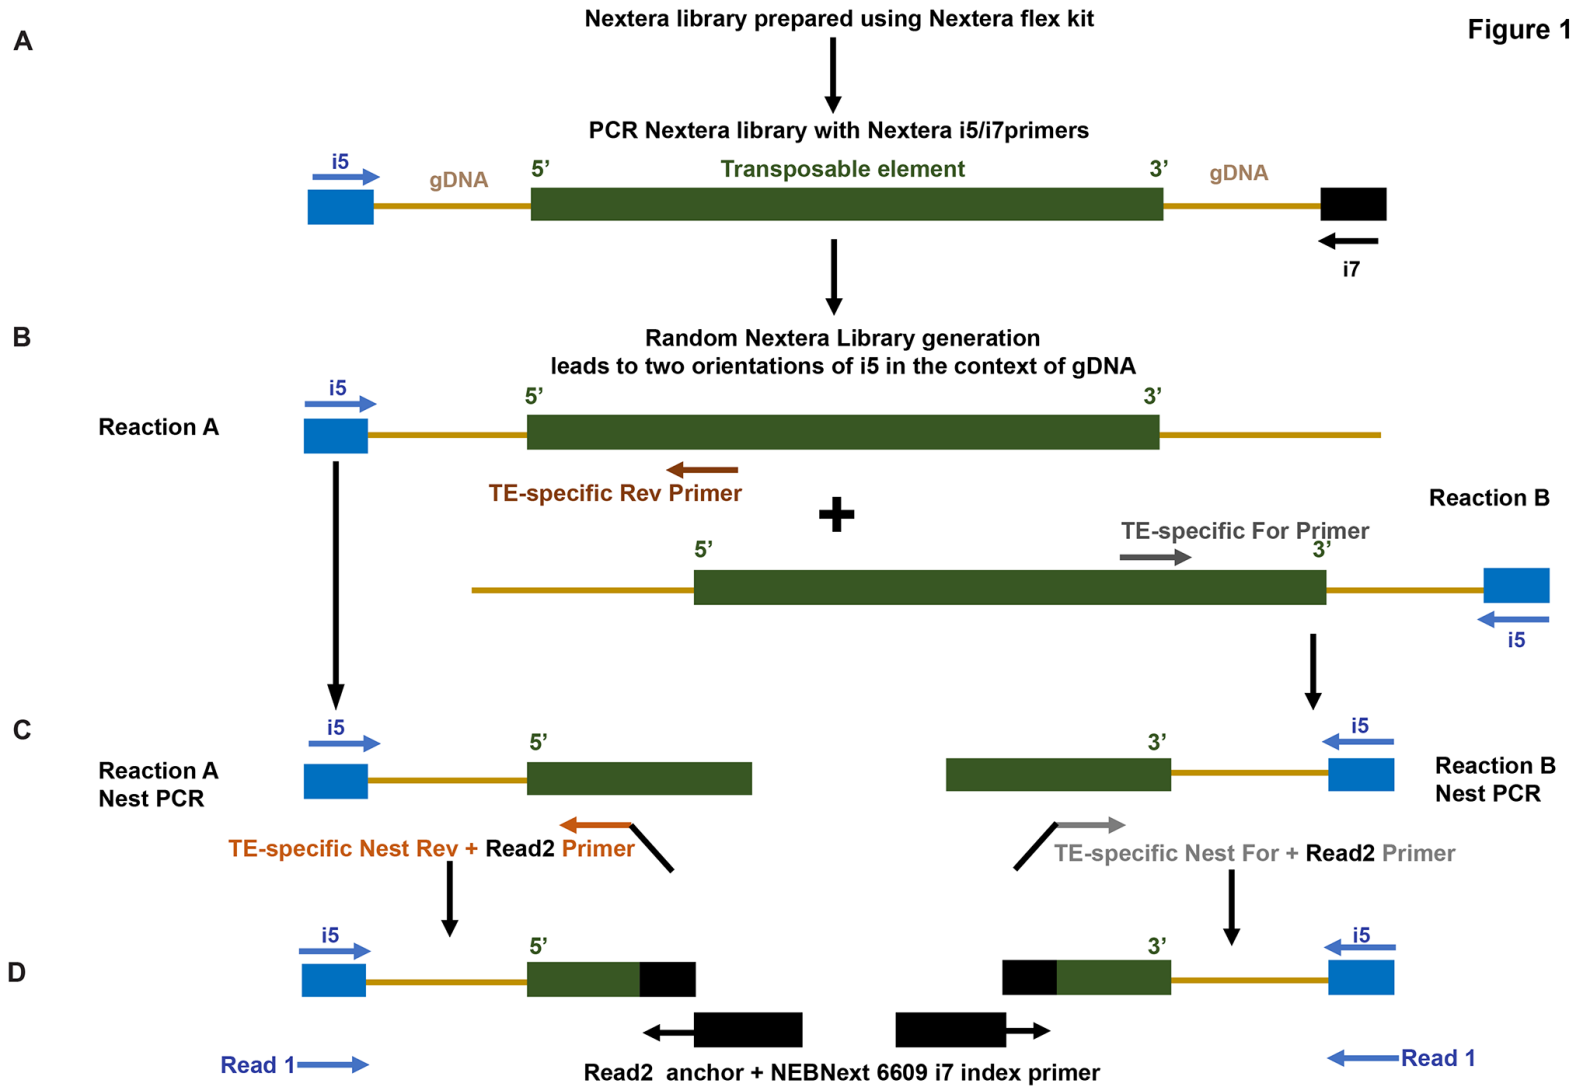 Nextera library prepared using Nextera flex kit
Figure 1
A
PCR Nextera library with Nextera i5/i7primers
i5
gDNA
5’
Transposable element
3’
gDNA
i7
B
Random Nextera Library generation
leads to two orientations of i5 in the context of gDNA
i5
5’
3’
Reaction A
TE-specific Rev Primer
+
Reaction B
TE-specific For Primer
5’
3’
i5
C
i5
5’
3’
i5
Reaction A
Nest PCR
Reaction B
Nest PCR
TE-specific Nest Rev + Read2 Primer
TE-specific Nest For + Read2 Primer
D
i5
5’
3’
i5
Read 1
Read 1
Read2 anchor + NEBNext 6609 i7 index primer